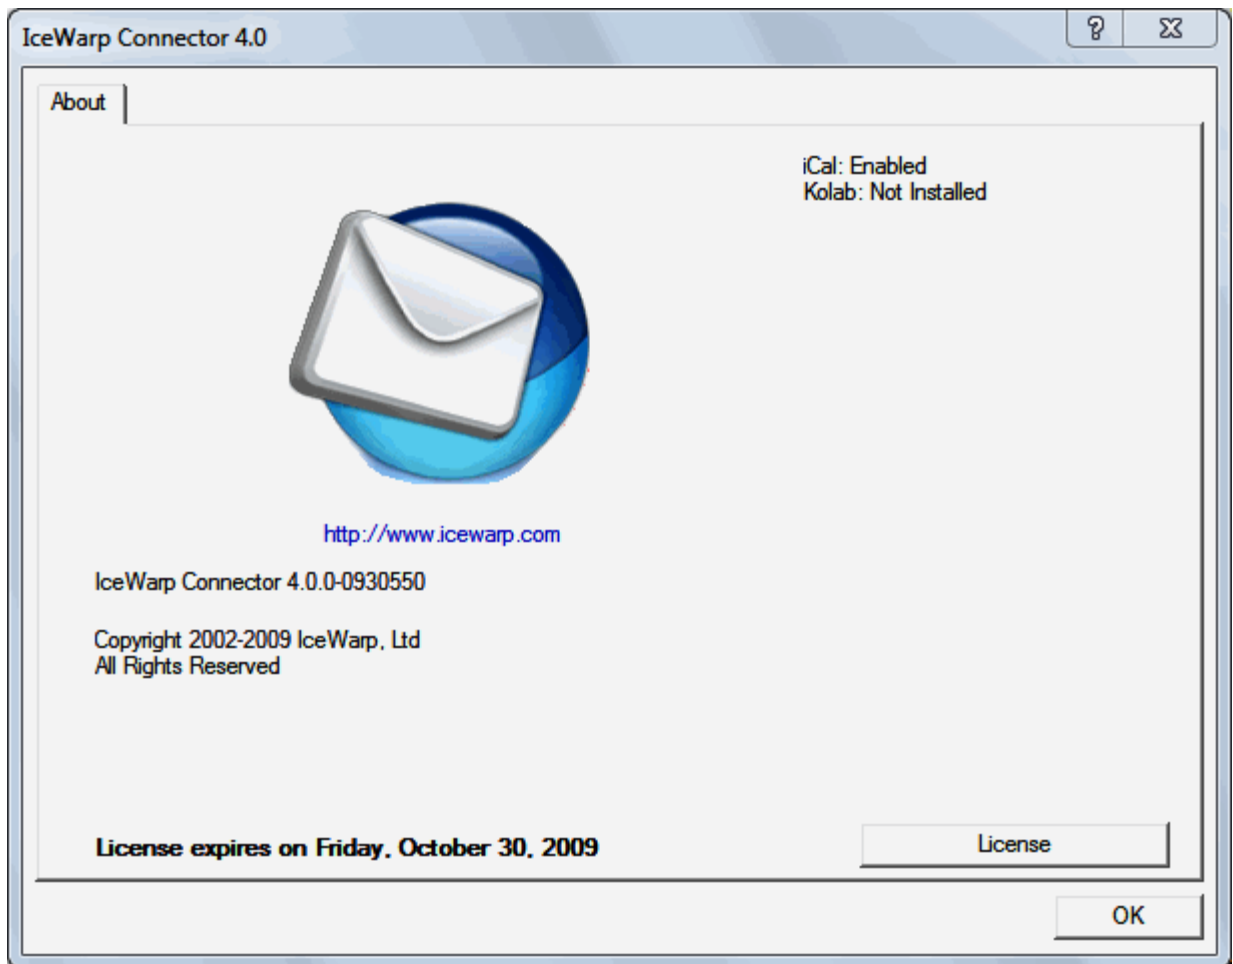 IceWarp Connector 4.0
About
iCal: Enabled
Kolab: Not Installed
http://www.icewarp.com
IceWarp Connector 4.0.0-0930550
Copyright 2002-2009 IceWarp, Ltd
All Rights Reserved
License expires on Friday, October 30, 2009
License
OK